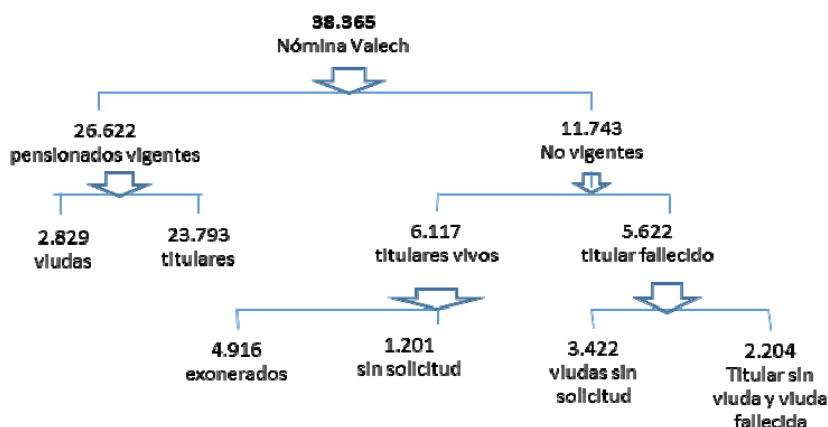 38.365
Nómina Valech
26.622
pensionados vigentes
11.743
No vigentes
2.829
viudas
23.793
titulares
6.117
titulares vivos
5.622
titular fallecido
4.916
exonerados
1.201
sin solicitud
3.422
viudas sin
solicitud
2.204
Titular sin
viuda y viuda
fallecida